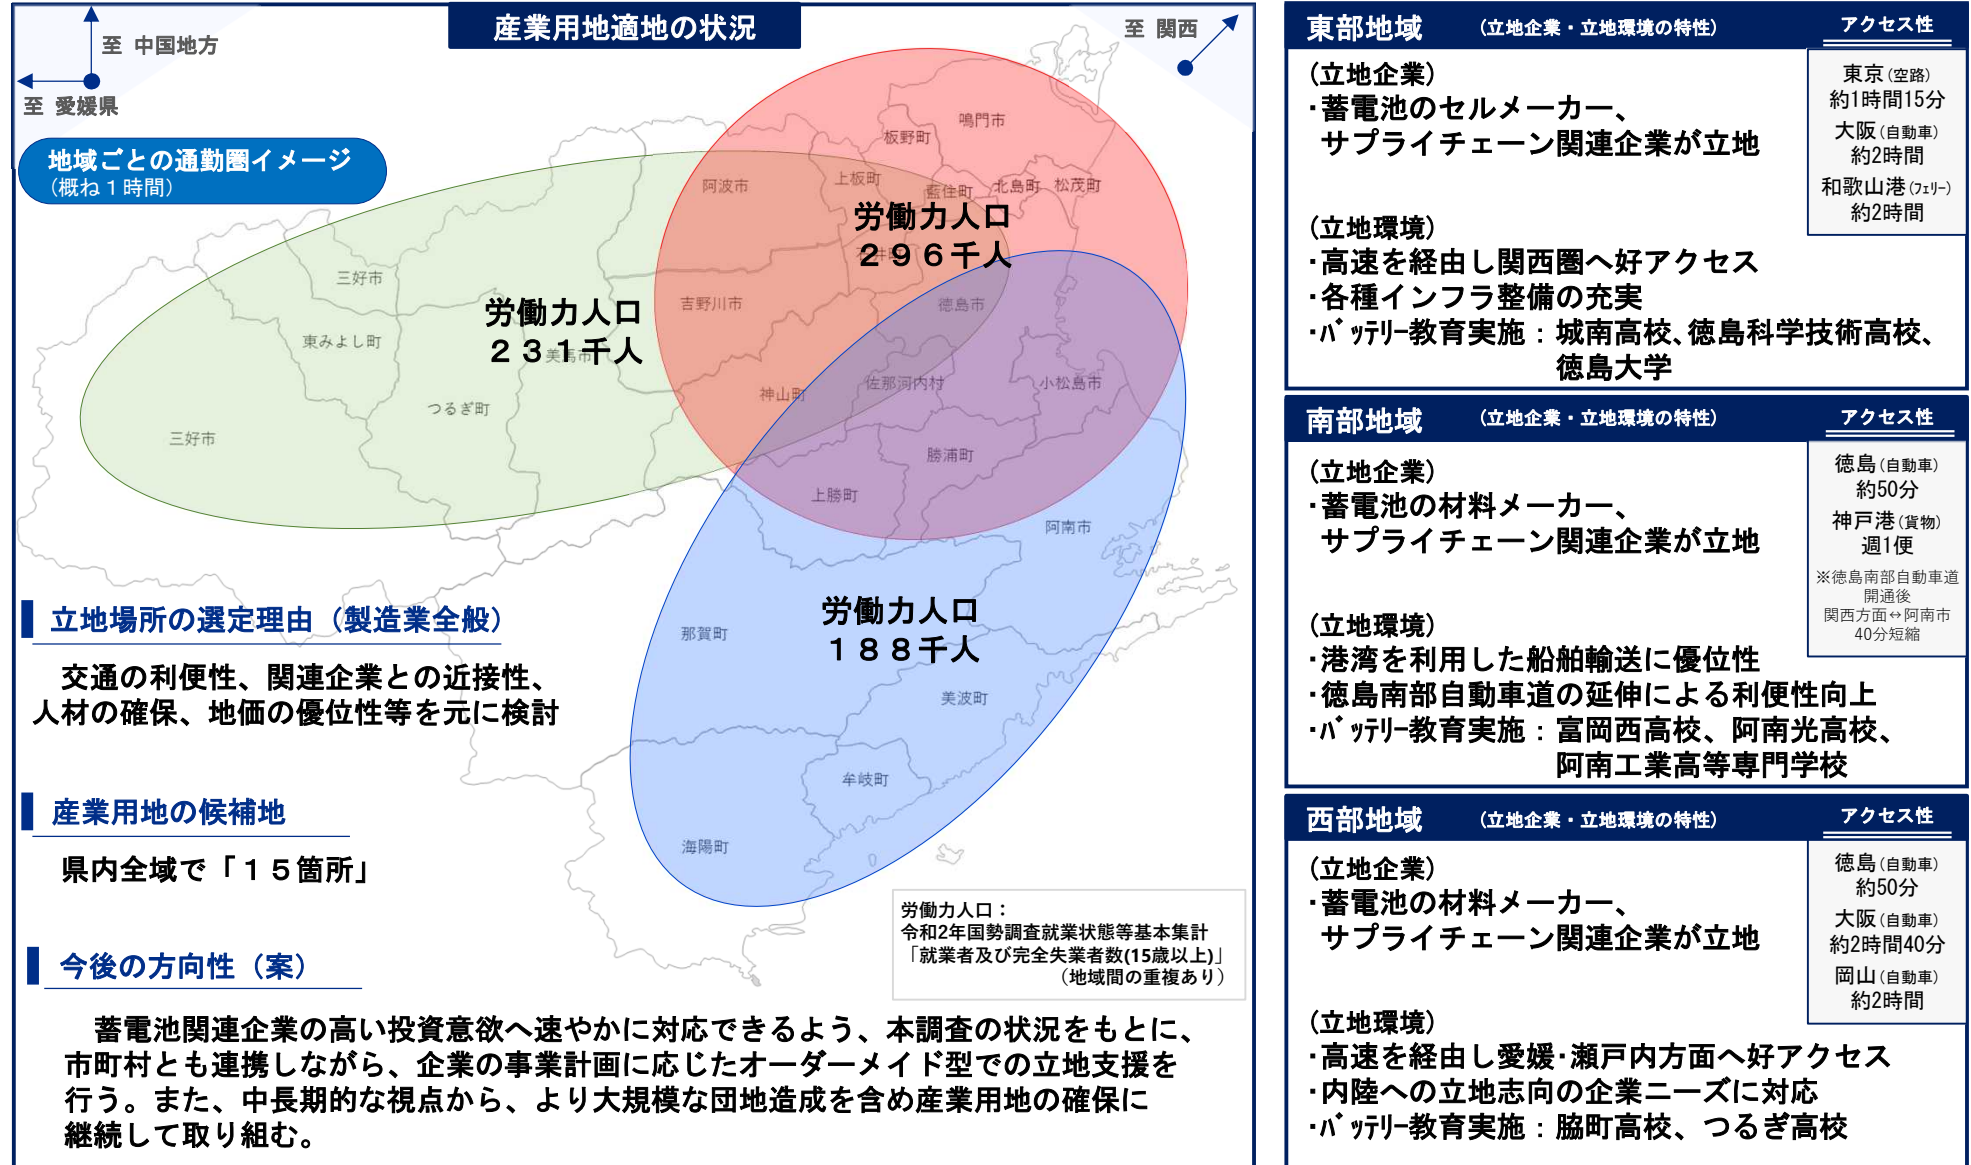 産業用地適地の状況
至 中国地方
至 愛媛県
至 関西
地域ごとの通勤圏イメージ
（概ね１時間）
鳴門市
板野町
阿波市
上板町
藍住町
北島町
松茂町
労働力人口
２９６千人
石井町
三好市
吉野川市
徳島市
労働力人口
２３１千人
東みよし町
美馬市
佐那河内村
小松島市
神山町
つるぎ町
三好市
勝浦町
上勝町
阿南市
労働力人口
１８８千人
那賀町
美波町
牟岐町
海陽町
立地場所の選定理由（製造業全般）
交通の利便性、関連企業との近接性、
人材の確保、地価の優位性等を元に検討
産業用地の候補地
県内全域で「１５箇所」
労働力人口：
令和2年国勢調査就業状態等基本集計
「就業者及び完全失業者数(15歳以上)」
（地域間の重複あり）
今後の方向性（案）
蓄電池関連企業の高い投資意欲へ速やかに対応できるよう、本調査の状況をもとに、
市町村とも連携しながら、企業の事業計画に応じたオーダーメイド型での立地支援を
行う。また、中長期的な視点から、より大規模な団地造成を含め産業用地の確保に
継続して取り組む。
東部地域 （立地企業・立地環境の特性） アクセス性
（立地企業）
・蓄電池のセルメーカー、
サプライチェーン関連企業が立地
（立地環境）
・高速を経由し関西圏へ好アクセス
・各種インフラ整備の充実
・ﾊﾞｯﾃﾘｰ教育実施：城南高校、徳島科学技術高校、
徳島大学
東京（空路）
約1時間15分
大阪（自動車）
約2時間
和歌山港（ﾌｪﾘｰ）
約2時間
南部地域 （立地企業・立地環境の特性） アクセス性
（立地企業）
・蓄電池の材料メーカー、
サプライチェーン関連企業が立地
（立地環境）
・港湾を利用した船舶輸送に優位性
・徳島南部自動車道の延伸による利便性向上
・ﾊﾞｯﾃﾘｰ教育実施：富岡西高校、阿南光高校、
阿南工業高等専門学校
徳島（自動車）
約50分
神戸港（貨物）
週1便
※徳島南部自動車道
開通後
関西方面↔阿南市
40分短縮
西部地域 （立地企業・立地環境の特性） アクセス性
（立地企業）
・蓄電池の材料メーカー、
サプライチェーン関連企業が立地
（立地環境）
・高速を経由し愛媛・瀬戸内方面へ好アクセス
・内陸への立地志向の企業ニーズに対応
・ﾊﾞｯﾃﾘｰ教育実施：脇町高校、つるぎ高校
徳島（自動車）
約50分
大阪（自動車）
約2時間40分
岡山（自動車）
約2時間